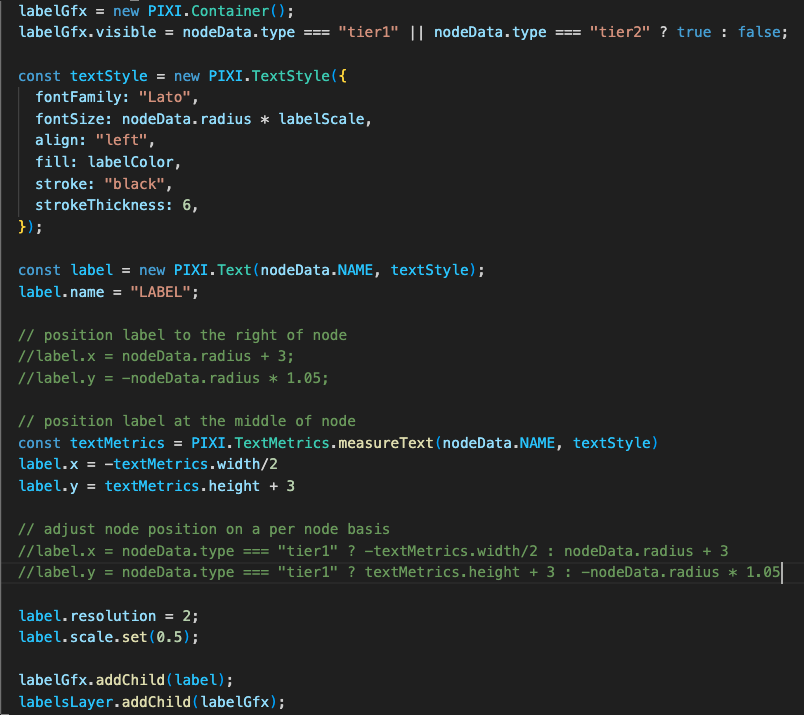 labelGfx = new PIXI.Container();
labelGfx.visible = nodeData.type === "tier1" || nodeData.type === "tier2" ? true : false;

const textStyle = new PIXI.TextStyle({
  fontFamily: "Lato",
  fontSize: nodeData.radius * labelScale,
  align: "left",
  fill: labelColor,
  stroke: "black",
  strokeThickness: 6,
});

const label = new PIXI.Text(nodeData.NAME, textStyle);
label.name = "LABEL";

// position label to the right of node
//label.x = nodeData.radius + 3;
//label.y = -nodeData.radius * 1.05;

// position label at the middle of node
const textMetrics = PIXI.TextMetrics.measureText(nodeData.NAME, textStyle)
label.x = -textMetrics.width/2
label.y = textMetrics.height + 3

// adjust node position on a per node basis
//label.x = nodeData.type === "tier1" ? -textMetrics.width/2 : nodeData.radius + 3
//label.y = nodeData.type === "tier1" ? textMetrics.height + 3 : -nodeData.radius * 1.05

label.resolution = 2;
label.scale.set(0.5);

labelGfx.addChild(label);
labelsLayer.addChild(labelGfx);